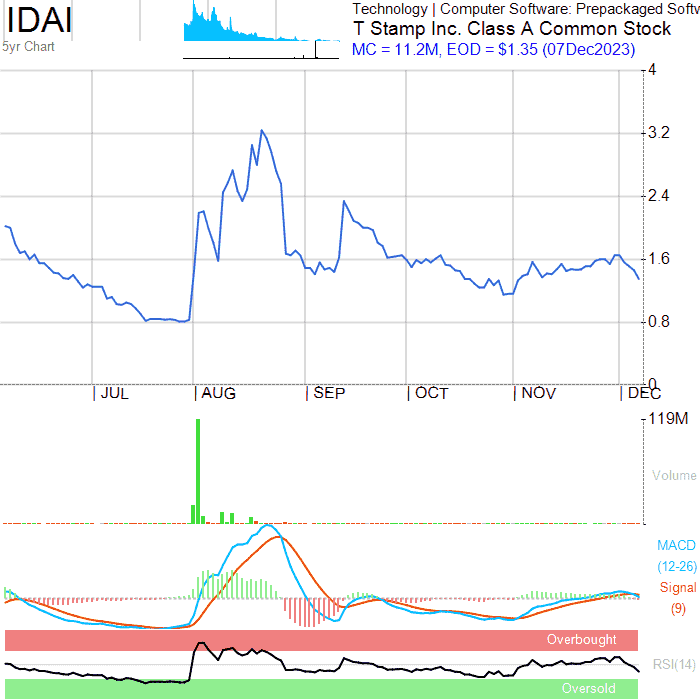 IDAI
5yr Chart
Technology | Computer Software: Prepackaged Softw
T Stamp Inc. Class A Common Stock
MC = 11.2M, EOD = $1.35 (07Dec2023)
4
3.2
2.4
1.6
0.8
0
JUL AUG SEP OCT NOV DEC
119M
Volume
MACD
(12-26)
Signal
(9)
Overbought
RSI(14)
Oversold